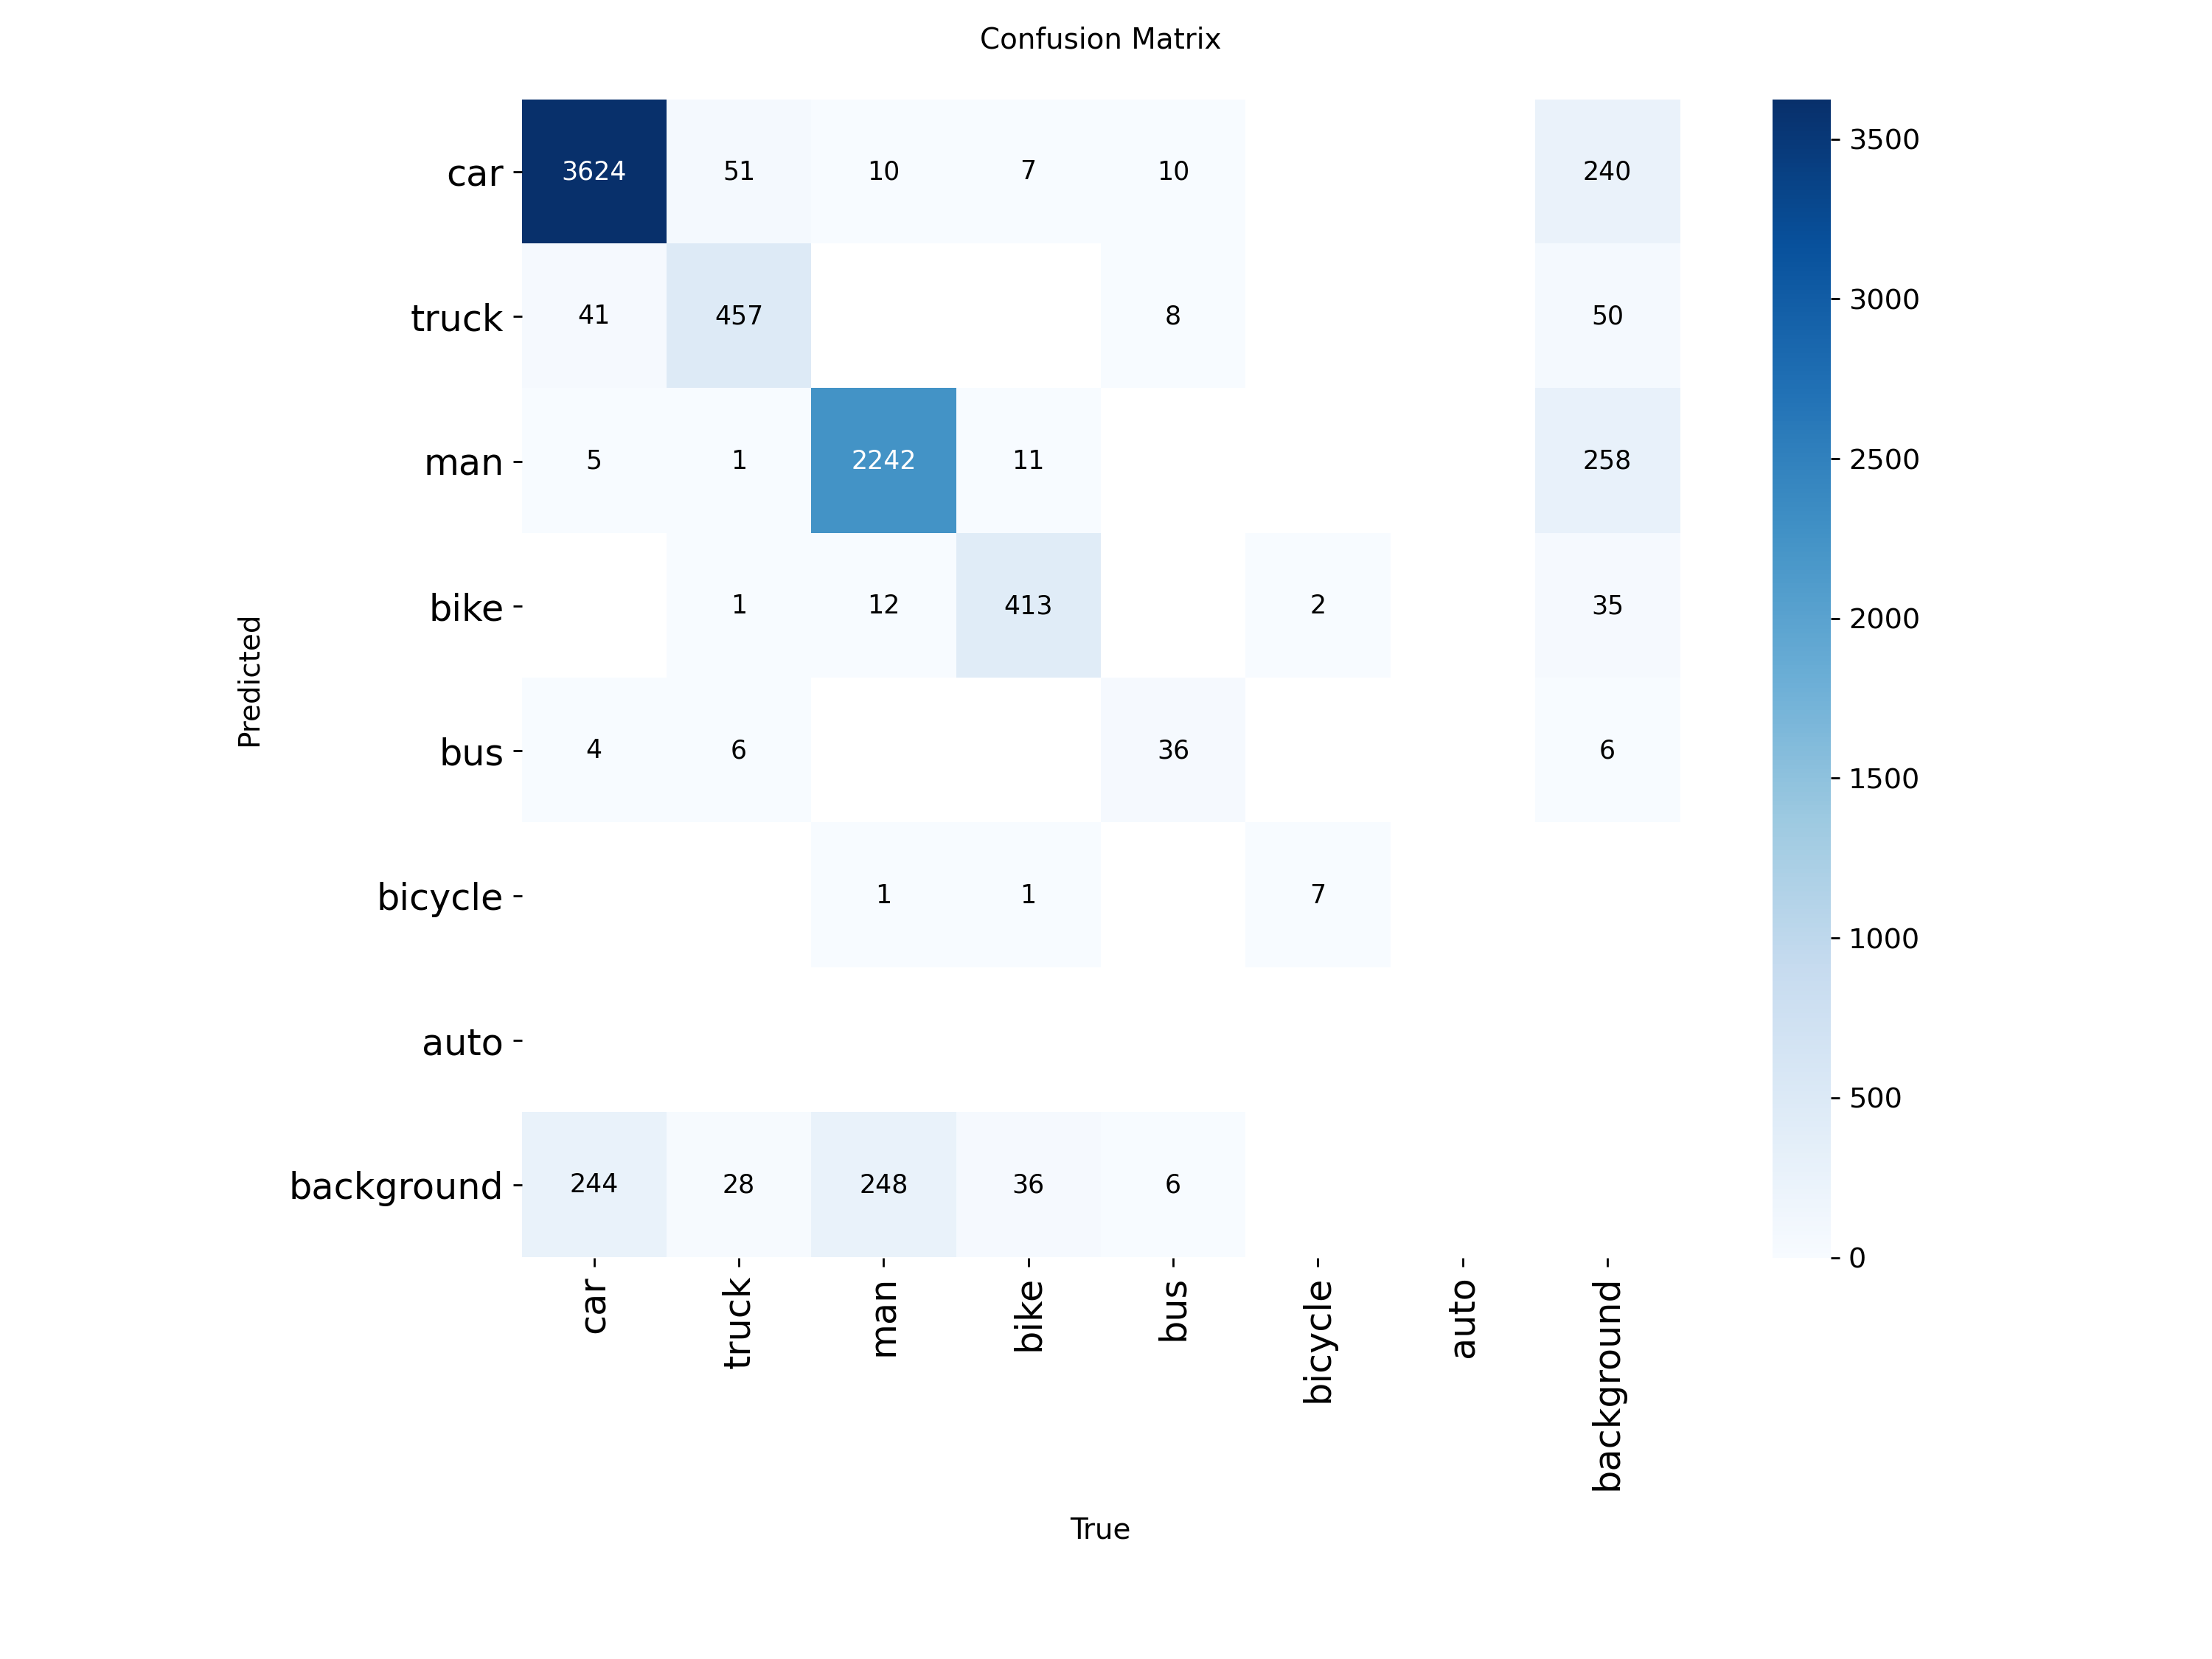 Confusion Matrix
car 3624 51 10 7 10 240
truck 41 457 8 50
man 5 1 2242 11 258
bike 1 12 413 2 35
bus 4 6 36 6
bicycle 1 1 7
auto
background 244 28 248 36 6
car truck man bike bus bicycle auto background
Predicted
True
3500
3000
2500
2000
1500
1000
500
0